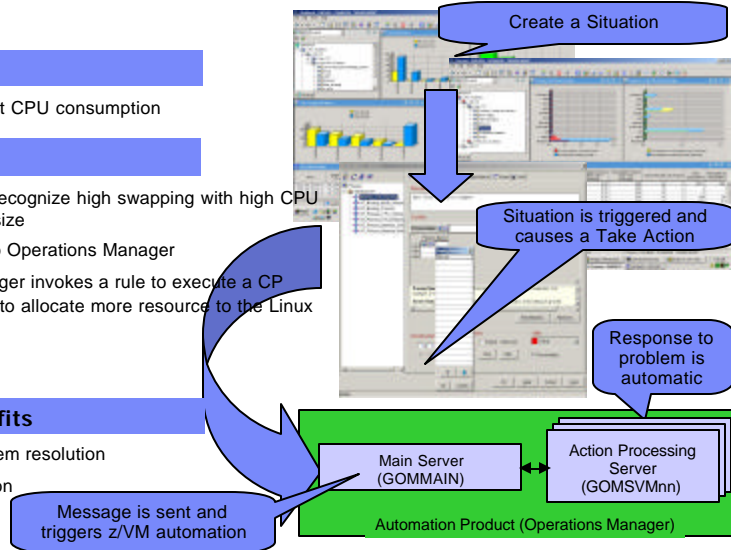 Create a Situation
t CPU consumption
ecognize high swapping with high CPU
size
Operations Manager
ger invokes a rule to execute a CP
to allocate more resource to the Linux
Situation is triggered and
causes a Take Action
Response to
problem is
automatic
fits
em resolution
on
Message is sent and
triggers z/VM automation
Main Server
(GOMMAIN)
Action Processing
Server
(GOMSVMnn)
Automation Product (Operations Manager)